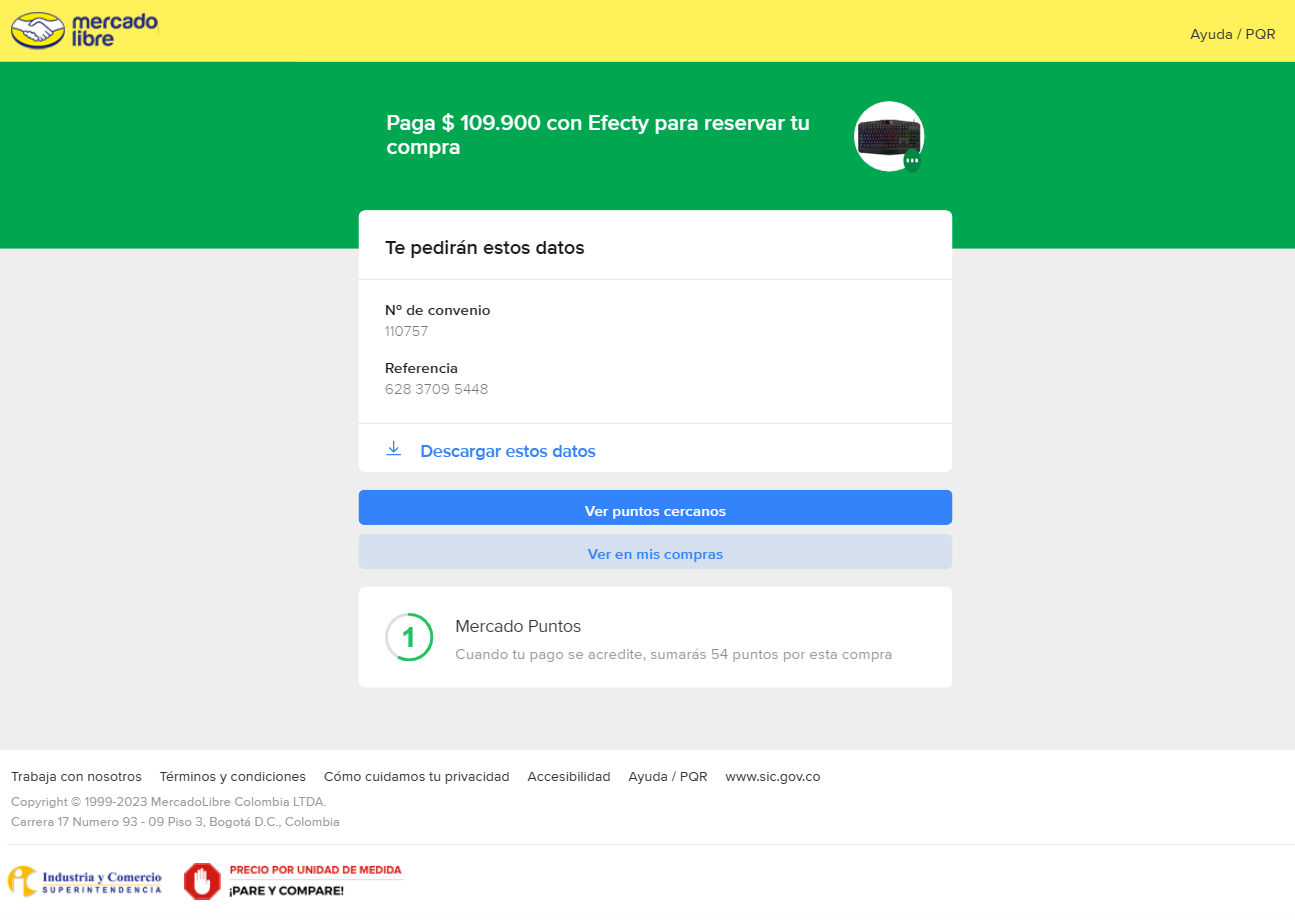 mercado
libre
Ayuda / PQR
Paga $ 109.900 con Efecty para reservar tu
compra
Te pedirán estos datos
Nº de convenio
110757
Referencia
628 3709 5448
Descargar estos datos
Ver puntos cercanos
Ver en mis compras
1
Mercado Puntos
Cuando tu pago se acredite, sumarás 54 puntos por esta compra
Trabaja con nosotros Términos y condiciones Cómo cuidamos tu privacidad Accesibilidad Ayuda / PQR www.sic.gov.co
Copyright © 1999-2023 MercadoLibre Colombia LTDA.
Carrera 17 Numero 93 - 09 Piso 3, Bogotá D.C., Colombia
Industria y Comercio
SUPERINTENDENCIA
PRECIO POR UNIDAD DE MEDIDA
¡PARE Y COMPARE!